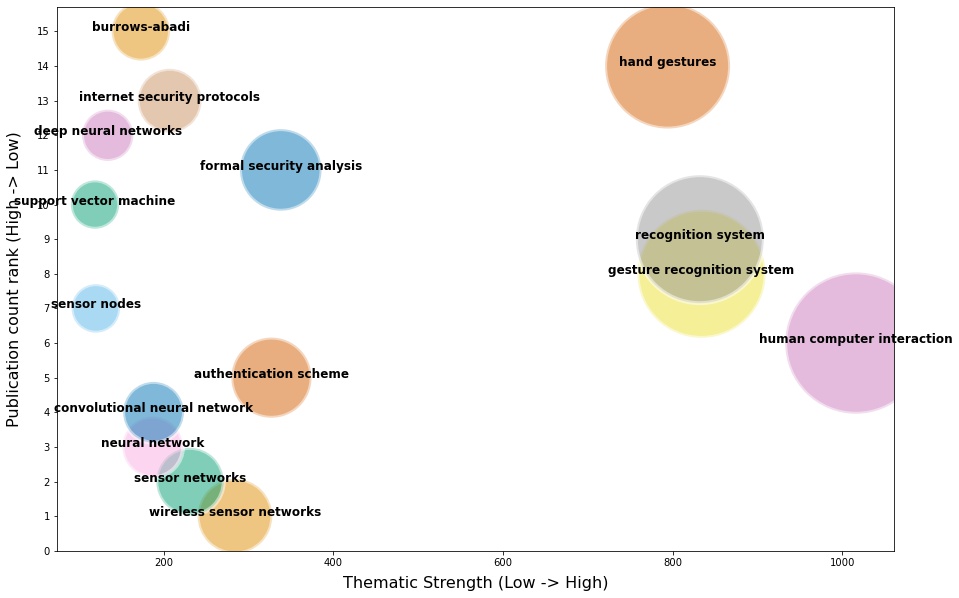 burrows-abadi
hand gestures
internet security protocols
deep neural networks
formal security analysis
support vector machine
recognition system
gesture recognition system
sensor nodes
human computer interaction
authentication scheme
convolutional neural network
neural network
sensor networks
wireless sensor networks
15
14
13
12
11
10
9
8
7
6
5
4
3
2
1
0
200
400
600
800
1000
Publication count rank (High -> Low)
Thematic Strength (Low -> High)